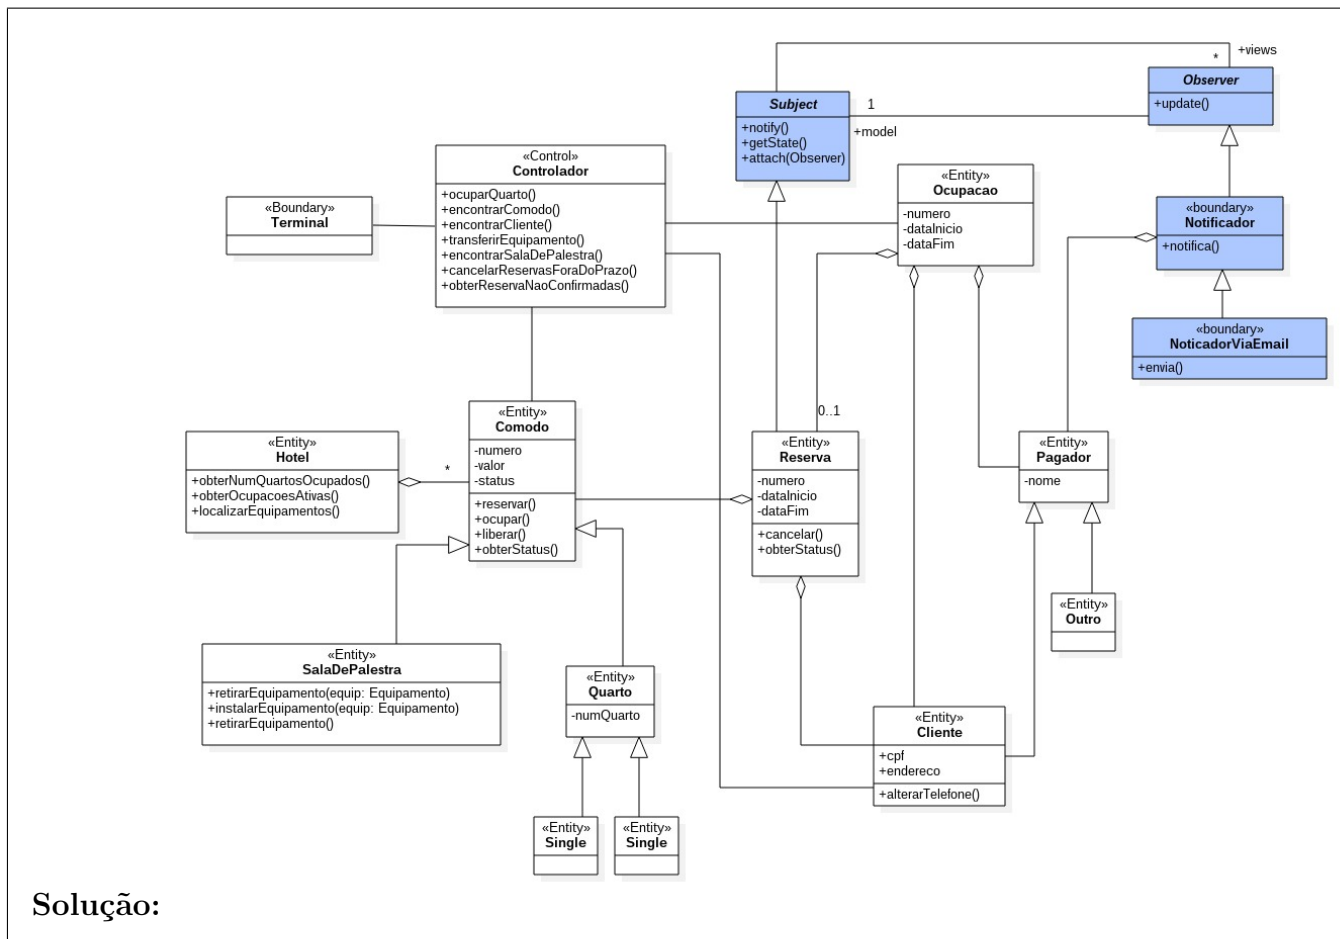 +views
*
Observer
+update()
Subject
+notify()
+getState()
+attach(Observer)
1
+model
«Control»
Controlador
+ocuparQuarto()
+encontrarComodo()
+encontrarCliente()
+transferirEquipamento()
+encontrarSalaDePalestra()
+cancelarReservasForaDoPrazo()
+obterReservaNaoConfirmadas()
«Entity»
Ocupacao
-numero
-dataInicio
-dataFim
«Boundary»
Terminal
«boundary»
Notificador
+notifica()
«boundary»
NoticadorViaEmail
+envia()
0..1
«Entity»
Hotel
+obterNumQuartosOcupados()
+obterOcupacoesAtivas()
+localizarEquipamentos()
*
«Entity»
Comodo
-numero
-valor
-status
+reservar()
+ocupar()
+liberar()
+obterStatus()
«Entity»
Reserva
-numero
-dataInicio
-dataFim
+cancelar()
+obterStatus()
«Entity»
Pagador
-nome
«Entity»
Outro
«Entity»
SalaDePalestra
+retirarEquipamento(equip: Equipamento)
+instalarEquipamento(equip: Equipamento)
+retirarEquipamento()
«Entity»
Quarto
-numQuarto
«Entity»
Cliente
+cpf
+endereco
+alterarTelefone()
«Entity»
Single
«Entity»
Single
Solução: